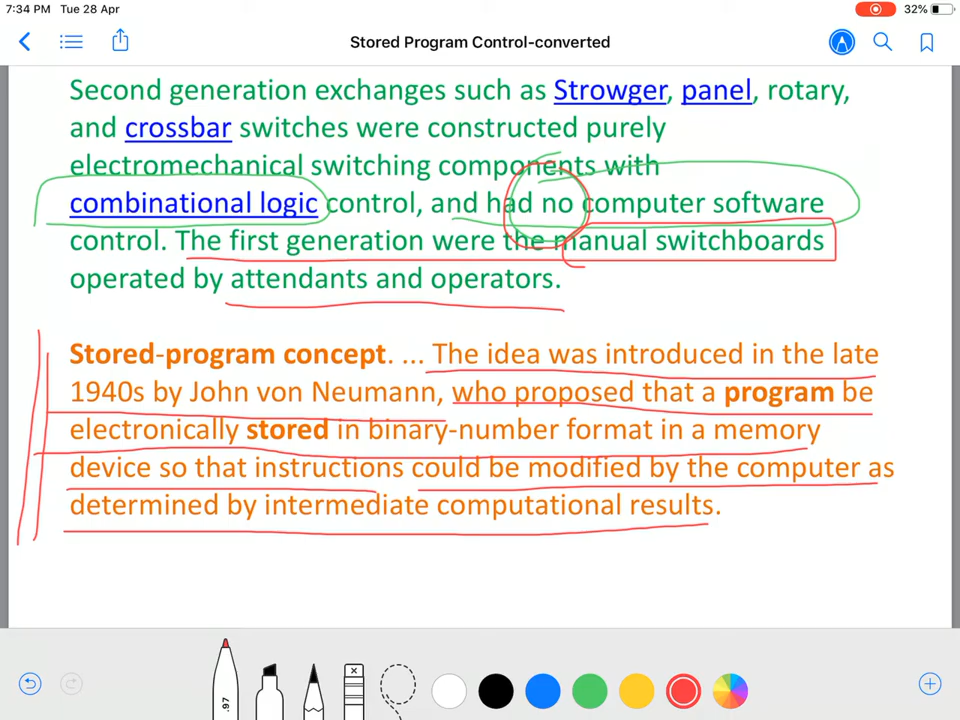 7:34 PM Tue 28 Apr 32%
Stored Program Control-converted
Second generation exchanges such as Strowger, panel, rotary,
and crossbar switches were constructed purely
electromechanical switching components with
combinational logic control, and had no computer software
control. The first generation were the manual switchboards
operated by attendants and operators.
Stored-program concept. ... The idea was introduced in the late
1940s by John von Neumann, who proposed that a program be
electronically stored in binary-number format in a memory
device so that instructions could be modified by the computer as
determined by intermediate computational results.
.97